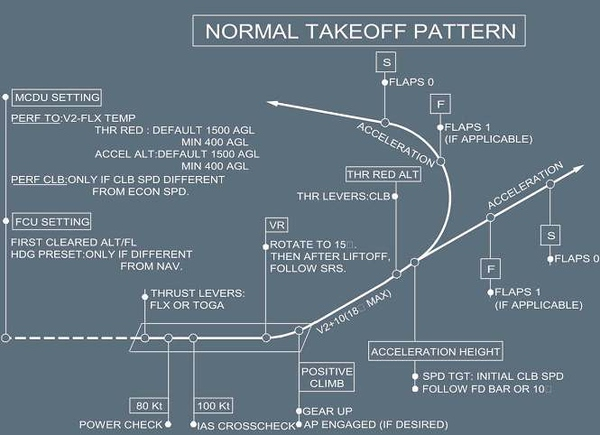 NORMAL TAKEOFF PATTERN
S
FLAPS 0
F
FLAPS 1
(IF APPLICABLE)
ACCELERATION
MCDU SETTING
PERF TO:V2-FLX TEMP
THR RED : DEFAULT 1500 AGL
MIN 400 AGL
ACCEL ALT:DEFAULT 1500 AGL
MIN 400 AGL
PERF CLB:ONLY IF CLB SPD DIFFERENT
FROM ECON SPD.
THR RED ALT
THR LEVERS:CLB
ACCELERATION
FCU SETTING
FIRST CLEARED ALT/FL
HDG PRESET:ONLY IF DIFFERENT
FROM NAV.
VR
ROTATE TO 15□.
THEN AFTER LIFTOFF,
FOLLOW SRS.
S
FLAPS 0
F
FLAPS 1
(IF APPLICABLE)
THRUST LEVERS:
FLX OR TOGA
V2+10(18□ MAX)
ACCELERATION HEIGHT
SPD TGT: INITIAL CLB SPD
FOLLOW FD BAR OR 10□
POSITIVE
CLIMB
GEAR UP
AP ENGAGED (IF DESIRED)
80 Kt
POWER CHECK
100 Kt
IAS CROSSCHECK